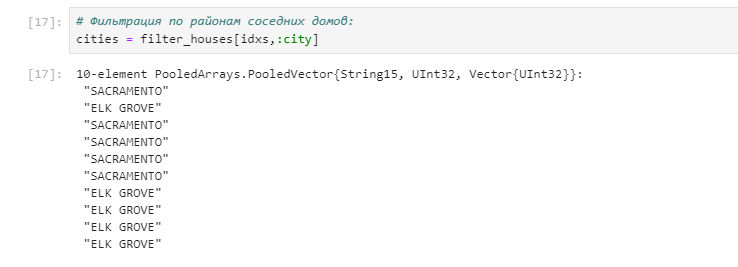 [17]: # Фильтрация по районам соседних домов:
cities = filter_houses[idxs,:city]
[17]: 10-element PooledArrays.PooledVector{String15, UInt32, Vector{UInt32}}:
"SACRAMENTO"
"ELK GROVE"
"SACRAMENTO"
"SACRAMENTO"
"SACRAMENTO"
"SACRAMENTO"
"ELK GROVE"
"ELK GROVE"
"ELK GROVE"
"ELK GROVE"